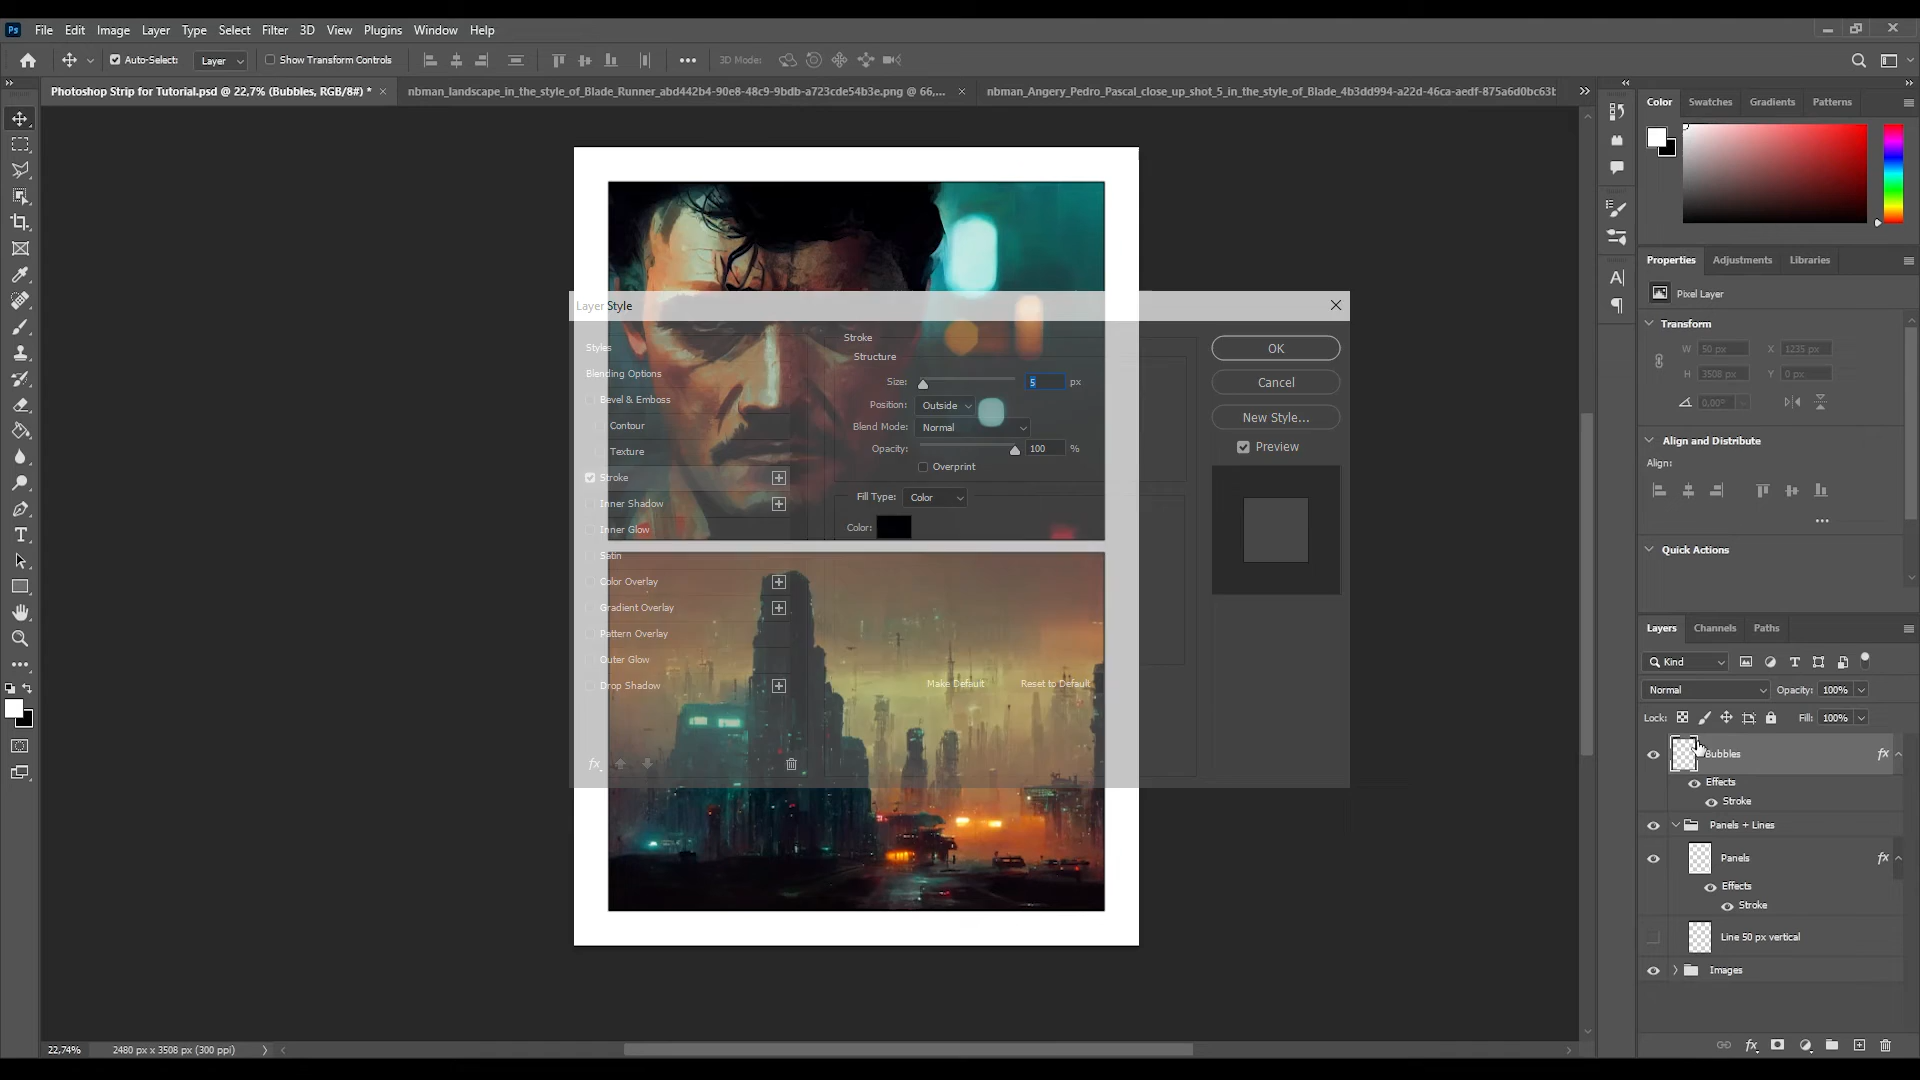 Ps File Edit Image Layer Type Select Filter 3D View Plugins Window Help
Auto-Select: Layer Show Transform Controls 3D Mode:
Photoshop Strip for Tutorial.psd @ 22,7% (Bubbles, RGB/8#) * nbman_landscape_in_the_style_of_Blade_Runner_abd442b4-90e8-48c9-9bdb-a723cde54b3e.png @ 66,... nbman_Angery_Pedro_Pascal_close_up_shot_5_in_the_style_of_Blade_4b3dd994-a22d-46ca-aedf-875a6d0bc63b
Color Swatches Gradients Patterns
Properties Adjustments Libraries
Pixel Layer
Transform
W 50 px X 1235 px
H 3508 px Y 0 px
0,00°
Align and Distribute
Align:
Quick Actions
Layer Style
Styles
Blending Options
Bevel & Emboss
Contour
Texture
Stroke
Inner Shadow
Inner Glow
Satin
Color Overlay
Gradient Overlay
Pattern Overlay
Outer Glow
Drop Shadow
fx
Stroke
Structure
Size: 5 px
Position: Outside
Blend Mode: Normal
Opacity: 100 %
Overprint
Fill Type: Color
Color:
Make Default Reset to Default
OK
Cancel
New Style...
Preview
Layers Channels Paths
Kind
Normal Opacity: 100%
Lock: Fill: 100%
Bubbles fx
Effects
Stroke
Panels + Lines
Panels fx
Effects
Stroke
Line 50 px vertical
Images
fx
22,74% 2480 px x 3508 px (300 ppi)